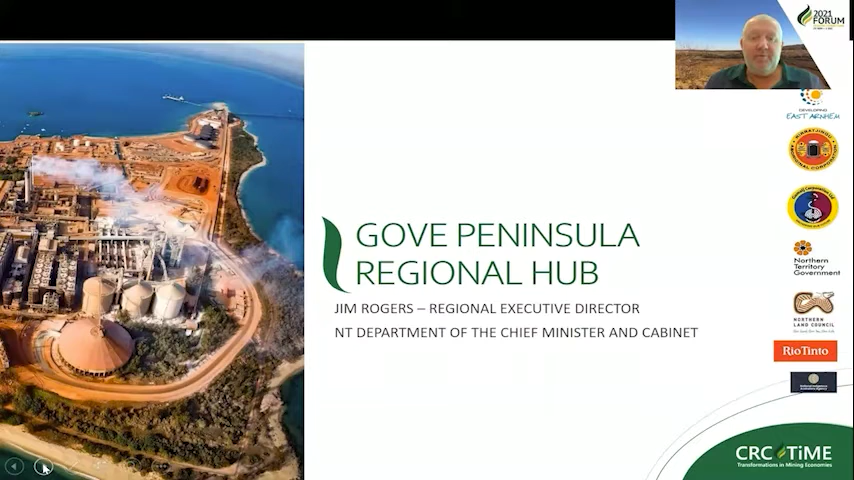 2021
FORUM
DEVELOPING
EAST ARNHEM
GOVE PENINSULA
REGIONAL HUB
JIM ROGERS – REGIONAL EXECUTIVE DIRECTOR
NT DEPARTMENT OF THE CHIEF MINISTER AND CABINET
Northern
Territory
Government
NORTHERN
LAND COUNCIL
RioTinto
CRC TiME
Transformations in Mining Economies